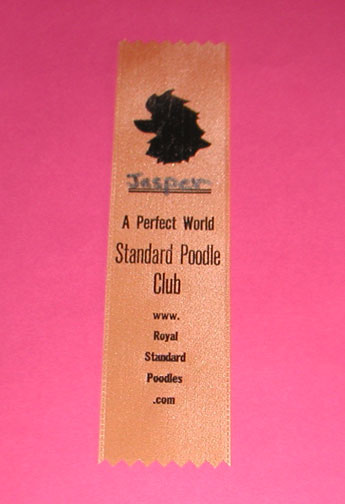 Jasper
A Perfect World
Standard Poodle
Club
www.
Royal
Standard
Poodles
.com